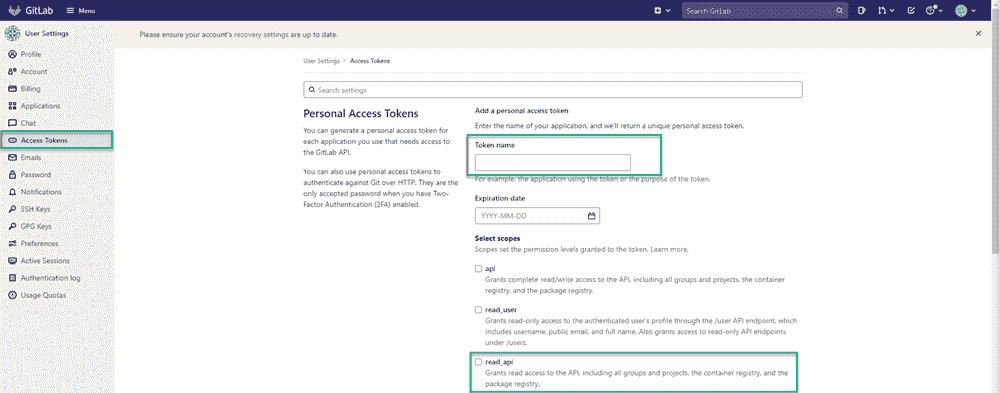 GitLab
Menu
Search GitLab
User Settings
Profile
Account
Billing
Applications
Chat
Access Tokens
Emails
Password
Notifications
SSH Keys
GPG Keys
Preferences
Active Sessions
Authentication log
Usage Quotas
Please ensure your account's recovery settings are up to date.
User Settings > Access Tokens
Search settings
Personal Access Tokens
You can generate a personal access token for
each application you use that needs access to
the GitLab API.
You can also use personal access tokens to
authenticate against Git over HTTP. They are the
only accepted password when you have Two-
Factor Authentication (2FA) enabled.
Add a personal access token
Enter the name of your application, and we'll return a unique personal access token.
Token name
For example, the application using the token or the purpose of the token.
Expiration date
YYYY-MM-DD
Select scopes
Scopes set the permission levels granted to the token. Learn more.
api
Grants complete read/write access to the API, including all groups and projects, the container
registry, and the package registry.
read_user
Grants read-only access to the authenticated user's profile through the /user API endpoint, which
includes username, public email, and full name. Also grants access to read-only API endpoints
under /users.
read_api
Grants read access to the API, including all groups and projects, the container registry, and the
package registry.